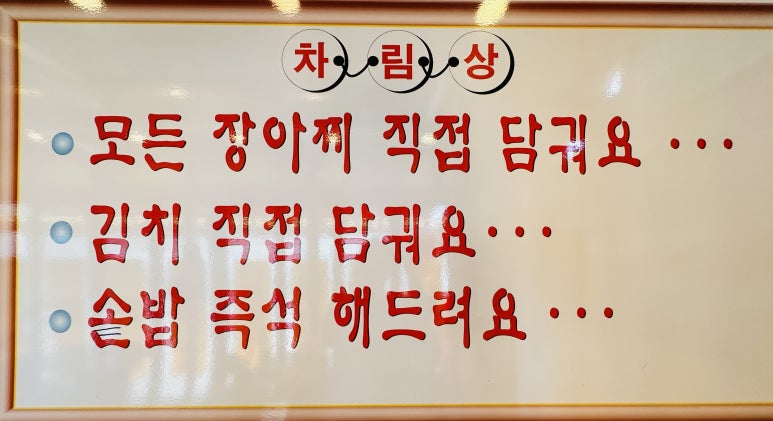 차림상
모든 장아찌 직접 담궈요 ···
김치 직접 담궈요···
솥밥 즉석 해드려요 ···